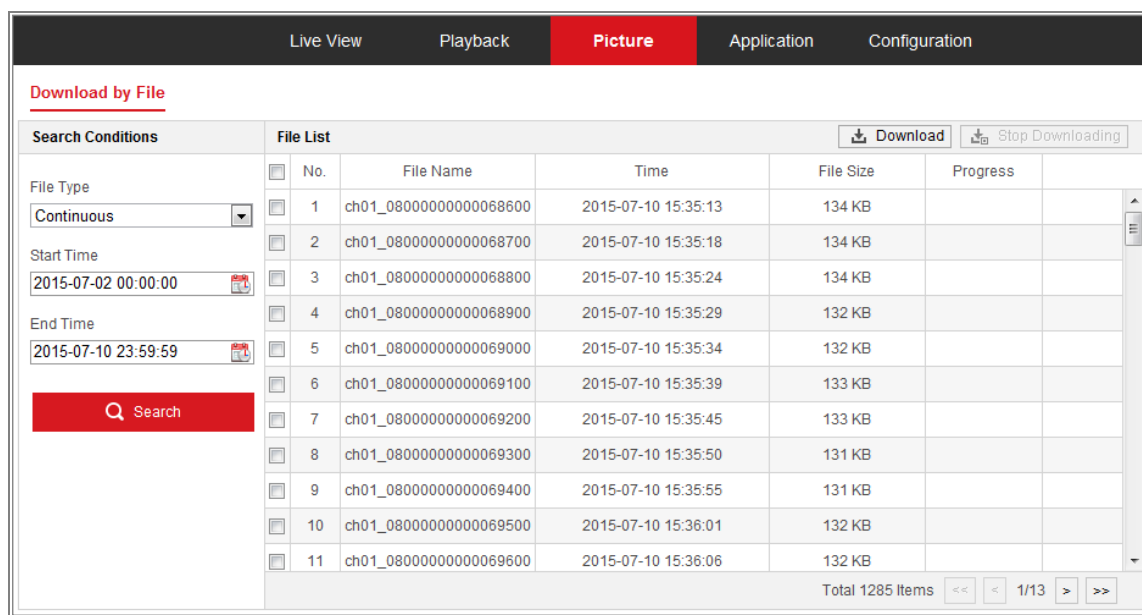 Live View Playback Picture Application Configuration
Download by File
Search Conditions
File Type
Continuous
Start Time
2015-07-02 00:00:00
End Time
2015-07-10 23:59:59
Search
File List Download Stop Downloading
No. File Name Time File Size Progress
1 ch01_08000000000068600 2015-07-10 15:35:13 134 KB
2 ch01_08000000000068700 2015-07-10 15:35:18 134 KB
3 ch01_08000000000068800 2015-07-10 15:35:24 134 KB
4 ch01_08000000000068900 2015-07-10 15:35:29 132 KB
5 ch01_08000000000069000 2015-07-10 15:35:34 132 KB
6 ch01_08000000000069100 2015-07-10 15:35:39 133 KB
7 ch01_08000000000069200 2015-07-10 15:35:45 133 KB
8 ch01_08000000000069300 2015-07-10 15:35:50 131 KB
9 ch01_08000000000069400 2015-07-10 15:35:55 131 KB
10 ch01_08000000000069500 2015-07-10 15:36:01 132 KB
11 ch01_08000000000069600 2015-07-10 15:36:06 132 KB
Total 1285 Items << < 1/13 > >>